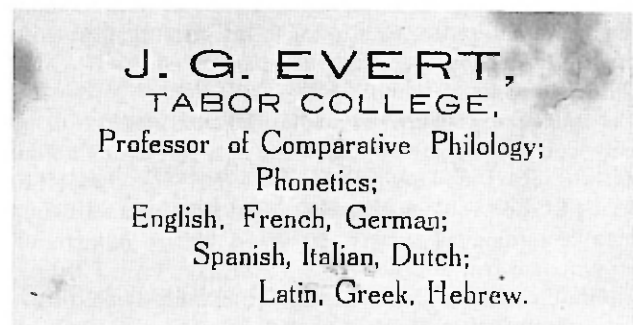 J. G. EVERT,
TABOR COLLEGE,
Professor of Comparative Philology;
Phonetics;
English, French, German;
Spanish, Italian, Dutch;
Latin, Greek, Hebrew.